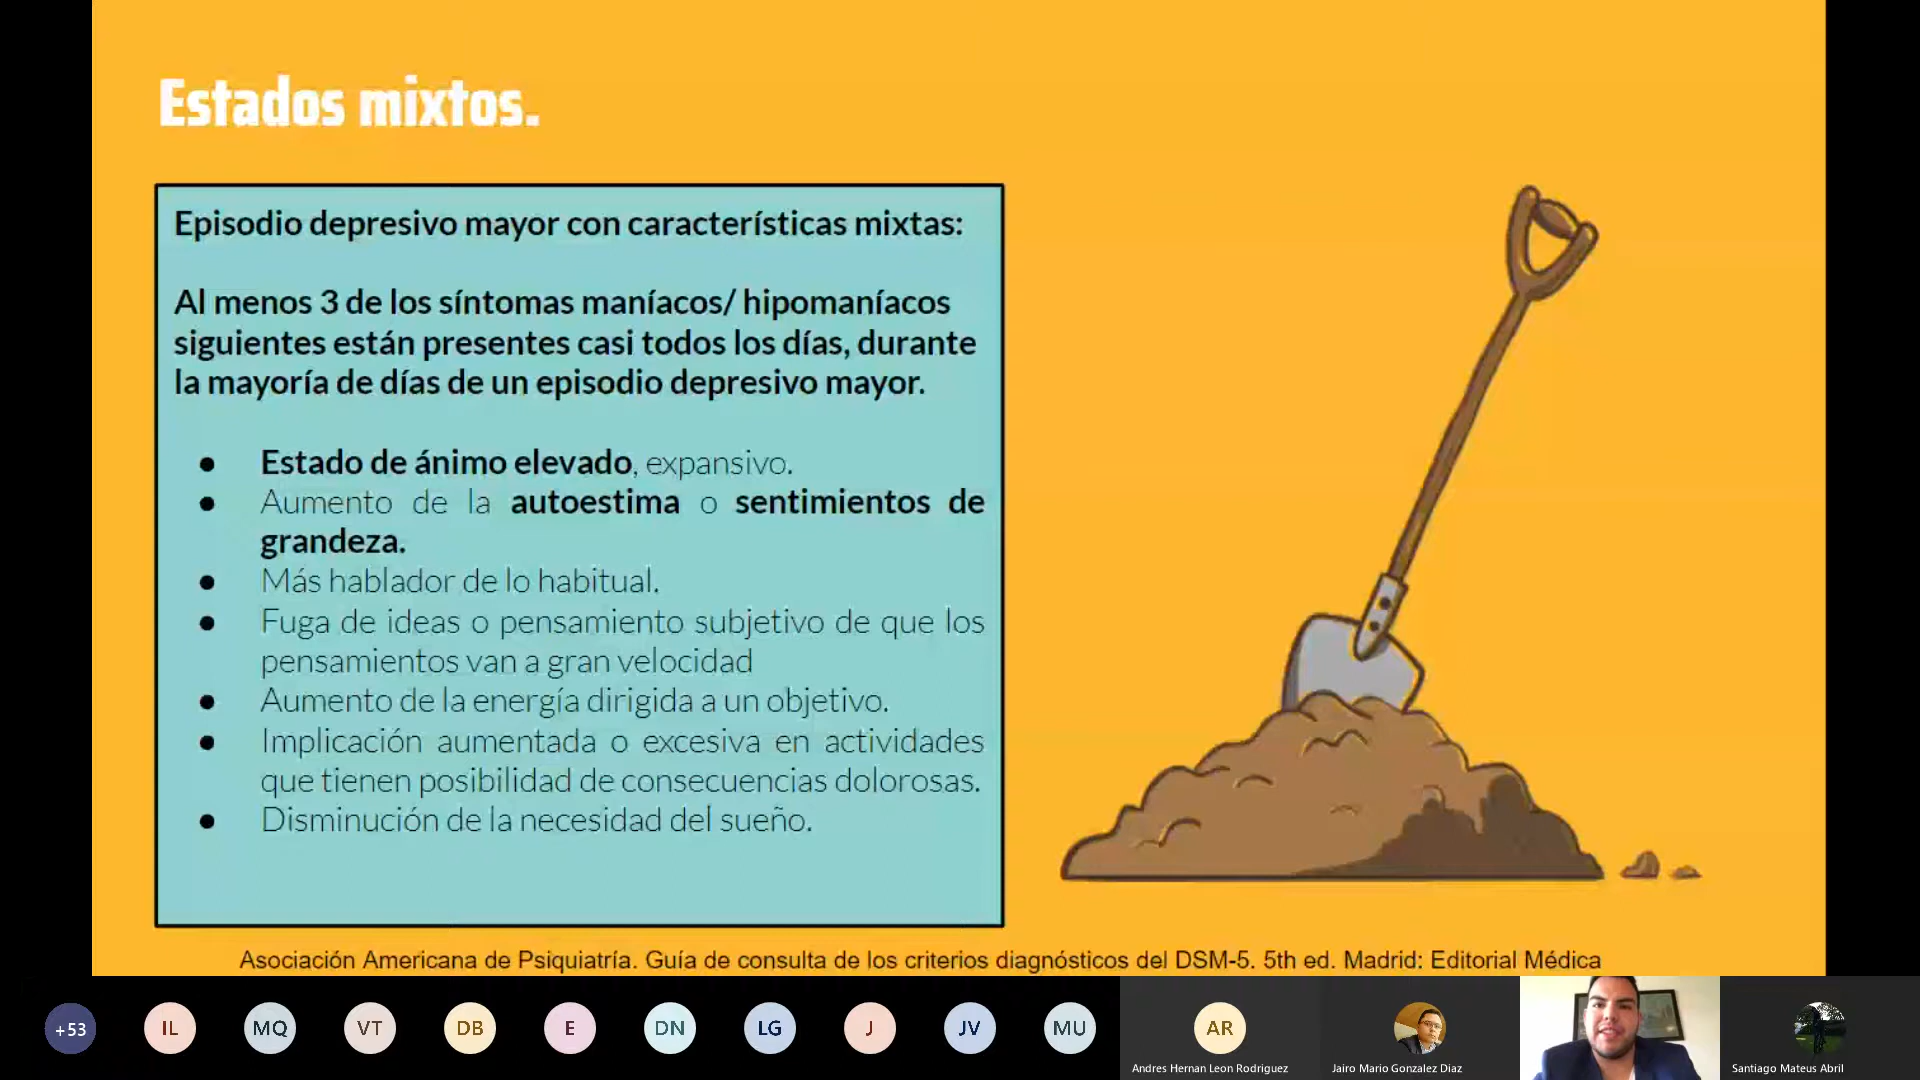 Estados mixtos.
Episodio depresivo mayor con características mixtas:
Al menos 3 de los síntomas maníacos/ hipomaníacos
siguientes están presentes casi todos los días, durante
la mayoría de días de un episodio depresivo mayor.
● Estado de ánimo elevado, expansivo.
● Aumento de la autoestima o sentimientos de
grandeza.
● Más hablador de lo habitual.
● Fuga de ideas o pensamiento subjetivo de que los
pensamientos van a gran velocidad
● Aumento de la energía dirigida a un objetivo.
● Implicación aumentada o excesiva en actividades
que tienen posibilidad de consecuencias dolorosas.
● Disminución de la necesidad del sueño.
Asociación Americana de Psiquiatría. Guía de consulta de los criterios diagnósticos del DSM-5. 5th ed. Madrid: Editorial Médica
+53 IL MQ VT DB E DN LG J JV MU AR
Andres Hernan Leon Rodriguez Jairo Mario Gonzalez Diaz Santiago Mateus Abril